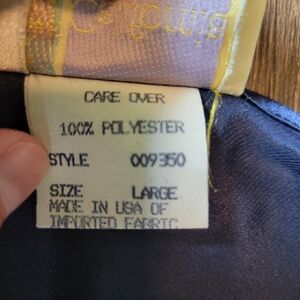 CARE OVER
100% POLYESTER
STYLE 009350
SIZE LARGE
MADE IN USA OF
IMPORTED FABRIC